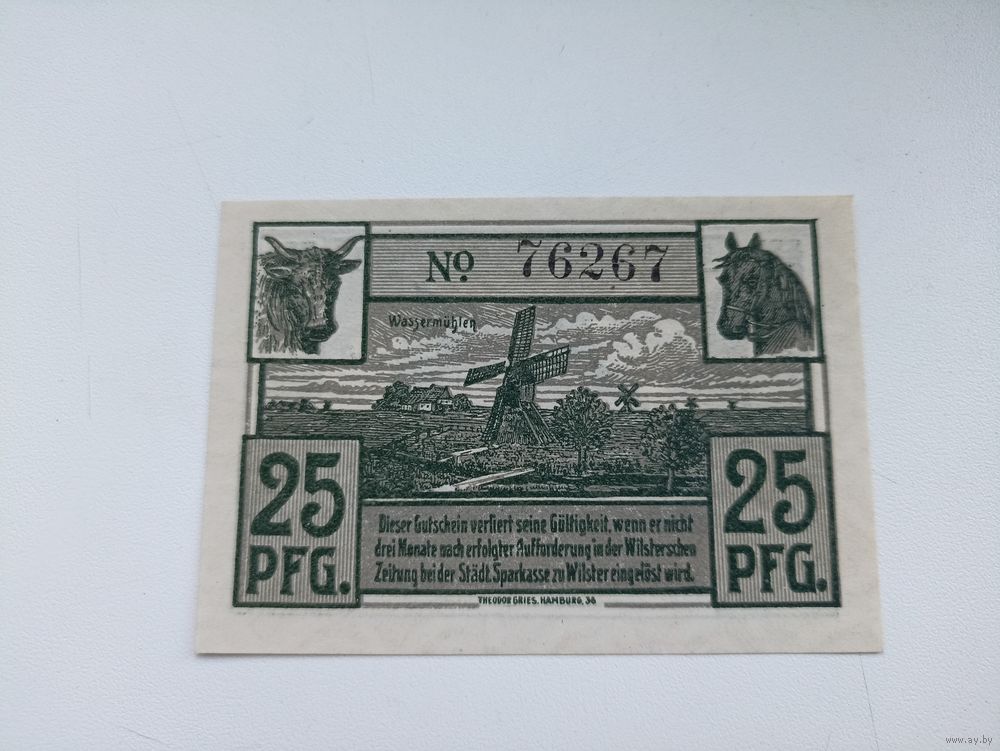 No 76267
Wassermühlen
25 PFG.
25 PFG.
Dieser Gutschein verliert seine Gültigkeit, wenn er nicht
drei Monate nach erfolgter Aufforderung in der Wilsterschen
Zeitung bei der Städt. Sparkasse zu Wilster eingelöst wird.
THEODOR GRIES, HAMBURG, 36
www.ay.by